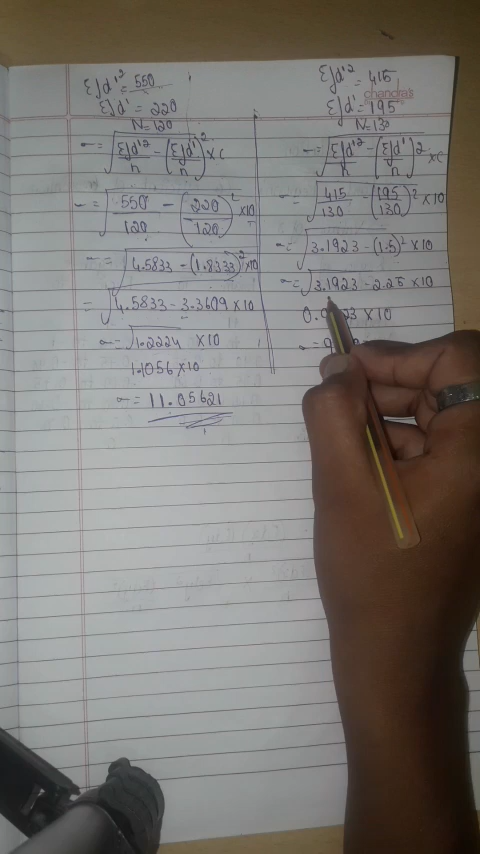 Σfd'² = 550
Σfd' = 220
N=120
σ = √Σfd'²/n - (Σfd'/n)² × c
σ = √550/120 - (220/120)² ×10
σ = √4.5833 - (1.8333)² ×10
= √4.5833 - 3.3609 ×10
σ = √1.2224 ×10
1.1056 ×10
σ = 11.05621
Σfd'² = 415
chandra's
Σfd' = 195
N=130
σ = √Σfd'²/n - (Σfd'/n)² × c
σ = √415/130 - (195/130)² ×10
σ = √3.1923 - (1.5)² ×10
σ = √3.1923 - 2.25 ×10
×10